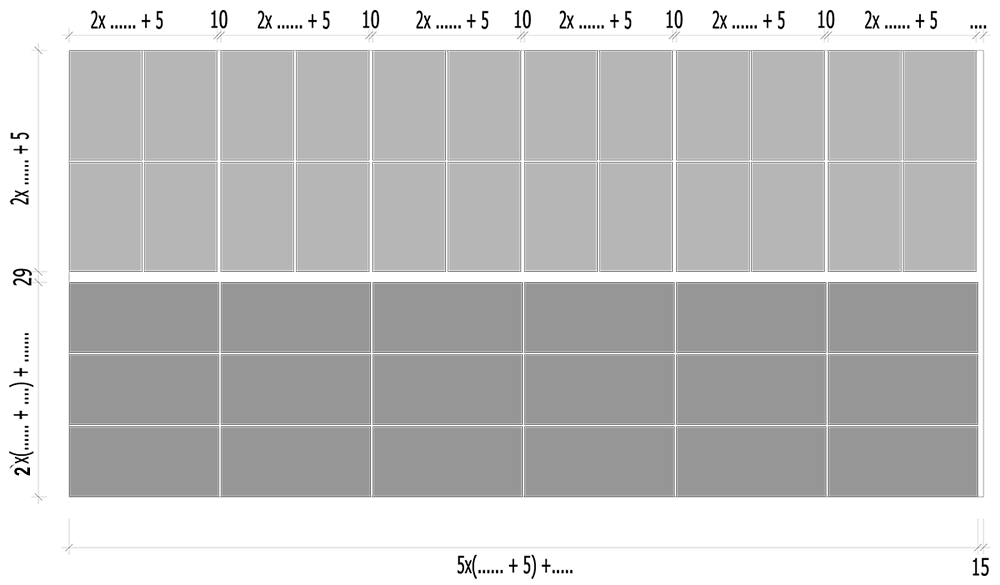 2x ...... + 5 10 2x ...... + 5 10 2x ...... + 5 10 2x ...... + 5 10 2x ...... + 5 10 2x ...... + 5 ....
2x ...... + 5
29
2x(...... + ....) + .......
5x(...... + 5) +.....
15